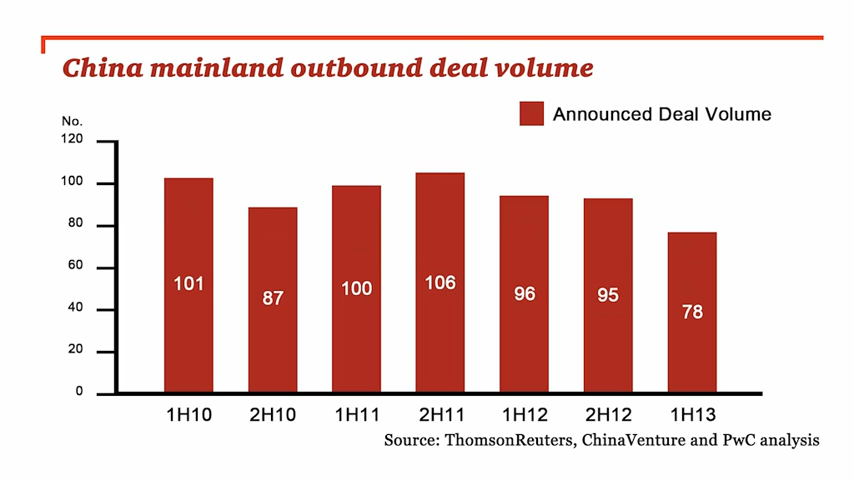 China mainland outbound deal volume
Announced Deal Volume
No.
120
100
80
60
40
20
0
101
87
100
106
96
95
78
1H10 2H10 1H11 2H11 1H12 2H12 1H13
Source: ThomsonReuters, ChinaVenture and PwC analysis